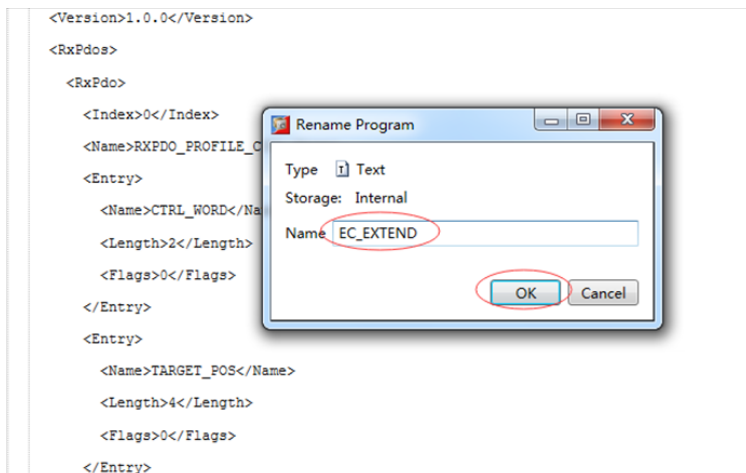 <Version>1.0.0</Version>
<RxPdos>
<RxPdo>
<Index>0</Index>
<Name>RXPDO_PROFILE_C
<Entry>
<Name>CTRL_WORD</Na
<Length>2</Length>
<Flags>0</Flags>
</Entry>
<Entry>
<Name>TARGET_POS</Name>
<Length>4</Length>
<Flags>0</Flags>
</Entry>
Rename Program
Type Text
Storage: Internal
Name EC_EXTEND
OK Cancel